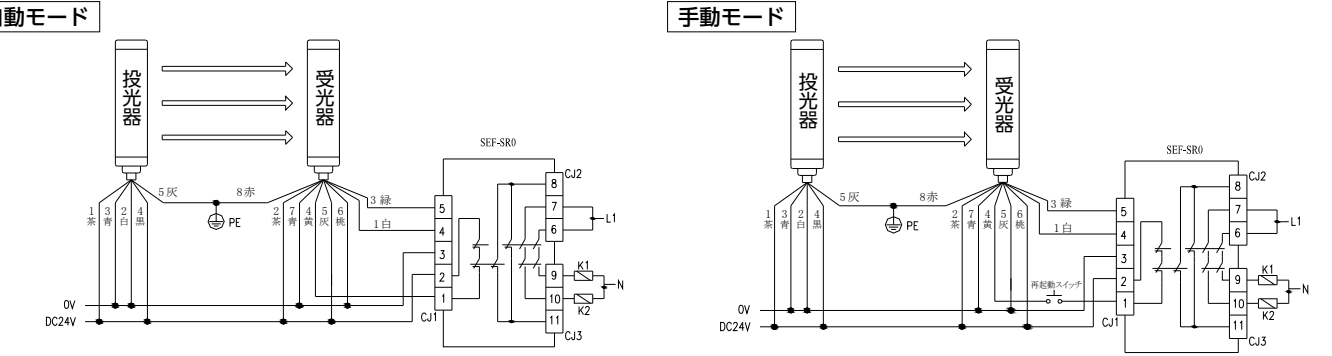 動モード
投光器
受光器
SEF-SR0
CJ2
8
7
6
L1
5灰
8赤
3緑
1白
PE
1茶
3青
2白
4黒
2茶
7青
4黄
5灰
6桃
5
4
3
2
1
CJ1
9
10
11
K1
K2
N
CJ3
0V
DC24V
手動モード
投光器
受光器
SEF-SR0
CJ2
8
7
6
L1
5灰
8赤
3緑
1白
PE
1茶
3青
2白
4黒
2茶
7青
4黄
5灰
6桃
再起動スイッチ
5
4
3
2
1
CJ1
9
10
11
K1
K2
N
CJ3
0V
DC24V